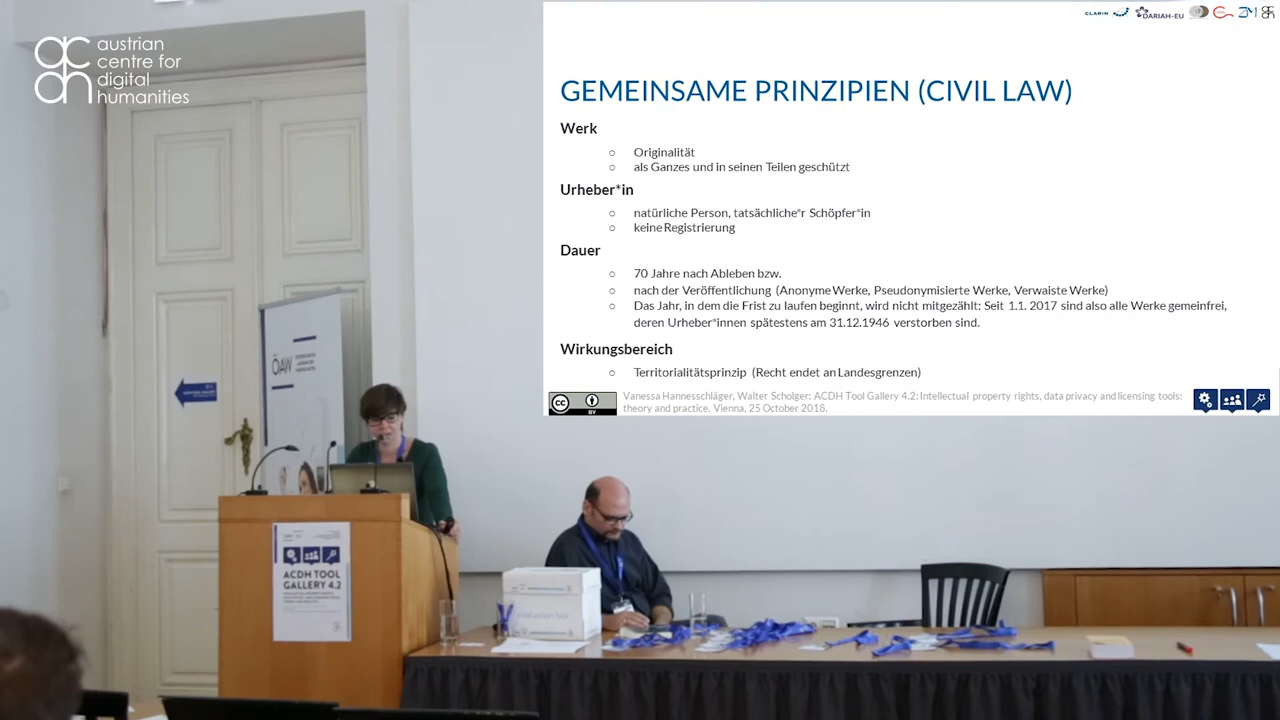 austrian
centre for
digital
humanities
CLARIN
DARIAH-EU
GEMEINSAME PRINZIPIEN (CIVIL LAW)
Werk
○ Originalität
○ als Ganzes und in seinen Teilen geschützt
Urheber*in
○ natürliche Person, tatsächliche*r Schöpfer*in
○ keine Registrierung
Dauer
○ 70 Jahre nach Ableben bzw.
○ nach der Veröffentlichung (Anonyme Werke, Pseudonymisierte Werke, Verwaiste Werke)
○ Das Jahr, in dem die Frist zu laufen beginnt, wird nicht mitgezählt: Seit 1.1. 2017 sind also alle Werke gemeinfrei,
deren Urheber*innen spätestens am 31.12.1946 verstorben sind.
Wirkungsbereich
○ Territorialitätsprinzip (Recht endet an Landesgrenzen)
cc
BY
Vanessa Hannesschläger, Walter Scholger: ACDH Tool Gallery 4.2: Intellectual property rights, data privacy and licensing tools:
theory and practice. Vienna, 25 October 2018.
ÖAW
ACDH TOOL
GALLERY 4.2